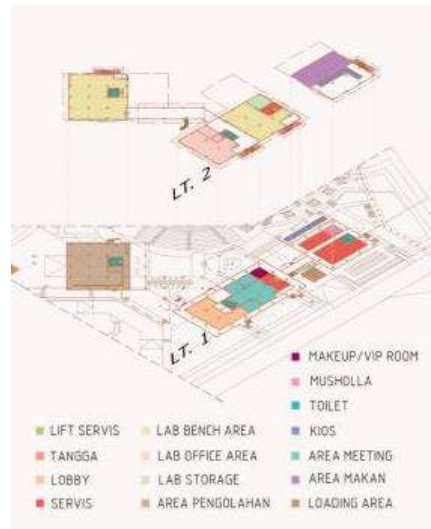 LT. 2
LT. 1
MAKEUP/VIP ROOM
MUSHOLLA
TOILET
LIFT SERVIS
LAB BENCH AREA
KIOS
TANGGA
LAB OFFICE AREA
AREA MEETING
LOBBY
LAB STORAGE
AREA MAKAN
SERVIS
AREA PENGOLAHAN
LOADING AREA